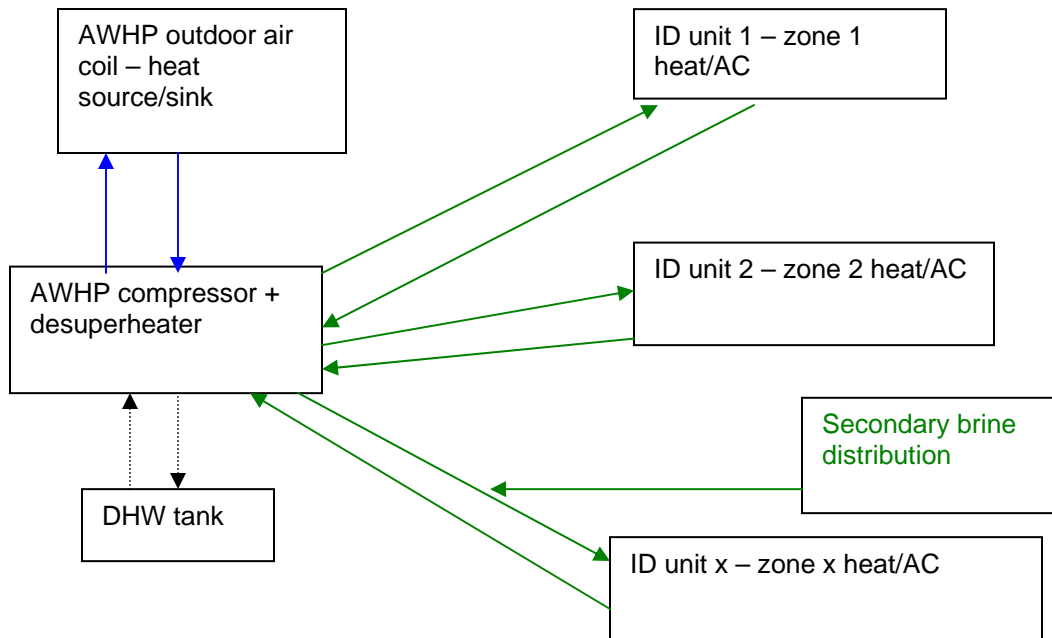 AWHP outdoor air
coil – heat
source/sink
ID unit 1 – zone 1
heat/AC
ID unit 2 – zone 2 heat/AC
AWHP compressor +
desuperheater
Secondary brine
distribution
DHW tank
ID unit x – zone x heat/AC